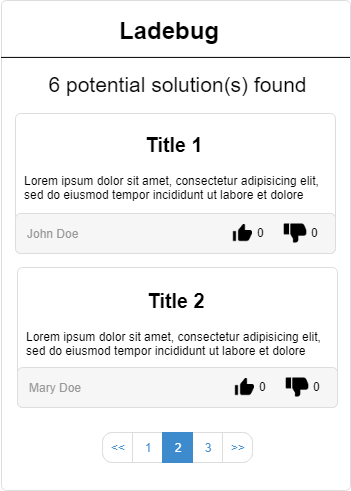 Ladebug
6 potential solution(s) found
Title 1
Lorem ipsum dolor sit amet, consectetur adipisicing elit,
sed do eiusmod tempor incididunt ut labore et dolore
John Doe 0 0
Title 2
Lorem ipsum dolor sit amet, consectetur adipisicing elit,
sed do eiusmod tempor incididunt ut labore et dolore
Mary Doe 0 0
<< 1 2 3 >>